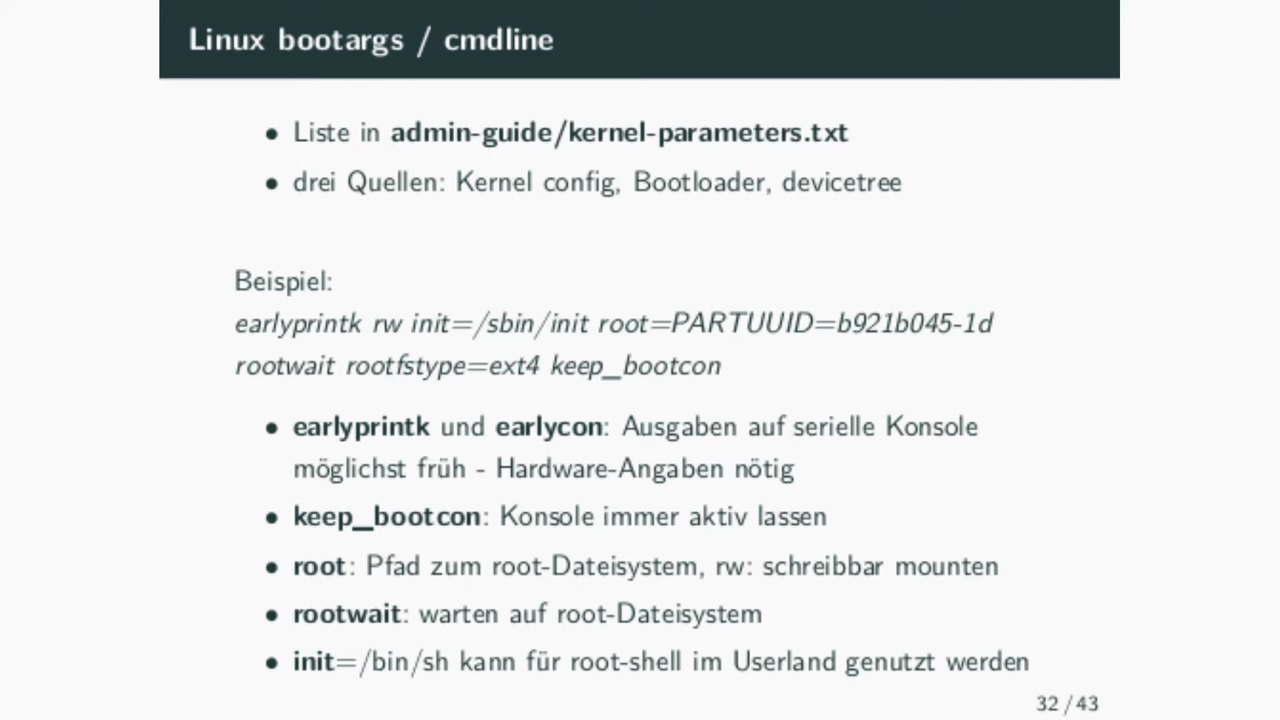 Linux bootargs / cmdline
• Liste in admin-guide/kernel-parameters.txt
• drei Quellen: Kernel config, Bootloader, devicetree
Beispiel:
earlyprintk rw init=/sbin/init root=PARTUUID=b921b045-1d
rootwait rootfstype=ext4 keep_bootcon
• earlyprintk und earlycon: Ausgaben auf serielle Konsole
möglichst früh - Hardware-Angaben nötig
• keep_bootcon: Konsole immer aktiv lassen
• root: Pfad zum root-Dateisystem, rw: schreibbar mounten
• rootwait: warten auf root-Dateisystem
• init=/bin/sh kann für root-shell im Userland genutzt werden
32 / 43